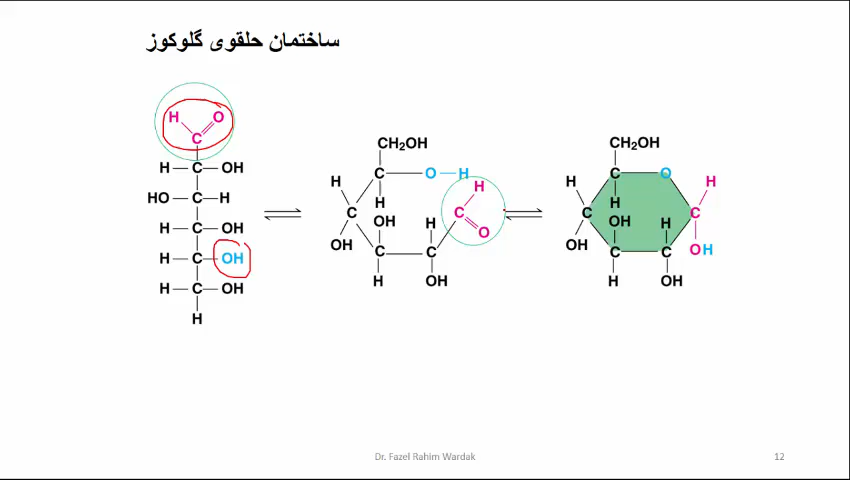 ساختمان حلقوی گلوکوز
H O
C
H — C — OH
HO — C — H
H — C — OH
H — C — OH
H — C — OH
H
CH₂OH
C O — H
H H H
C OH H C
OH C C O
H OH
CH₂OH
C O
H H H
C OH H C
OH C C OH
H OH
Dr. Fazel Rahim Wardak 12